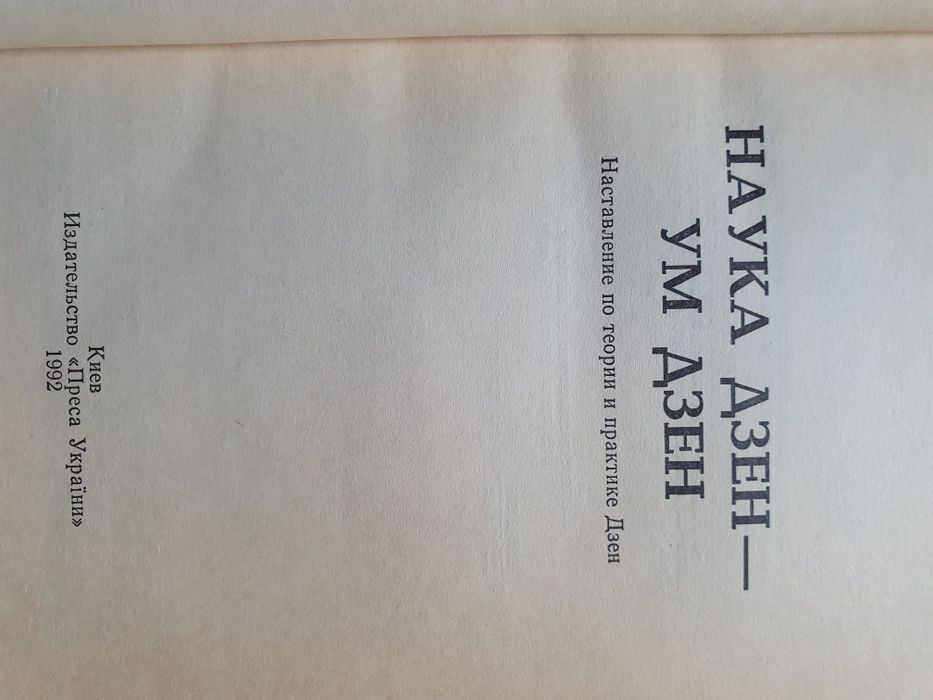 НАУКА ДЗЕН—
УМ ДЗЕН
Наставление по теории и практике Дзен
Киев
Издательство «Преса України»
1992